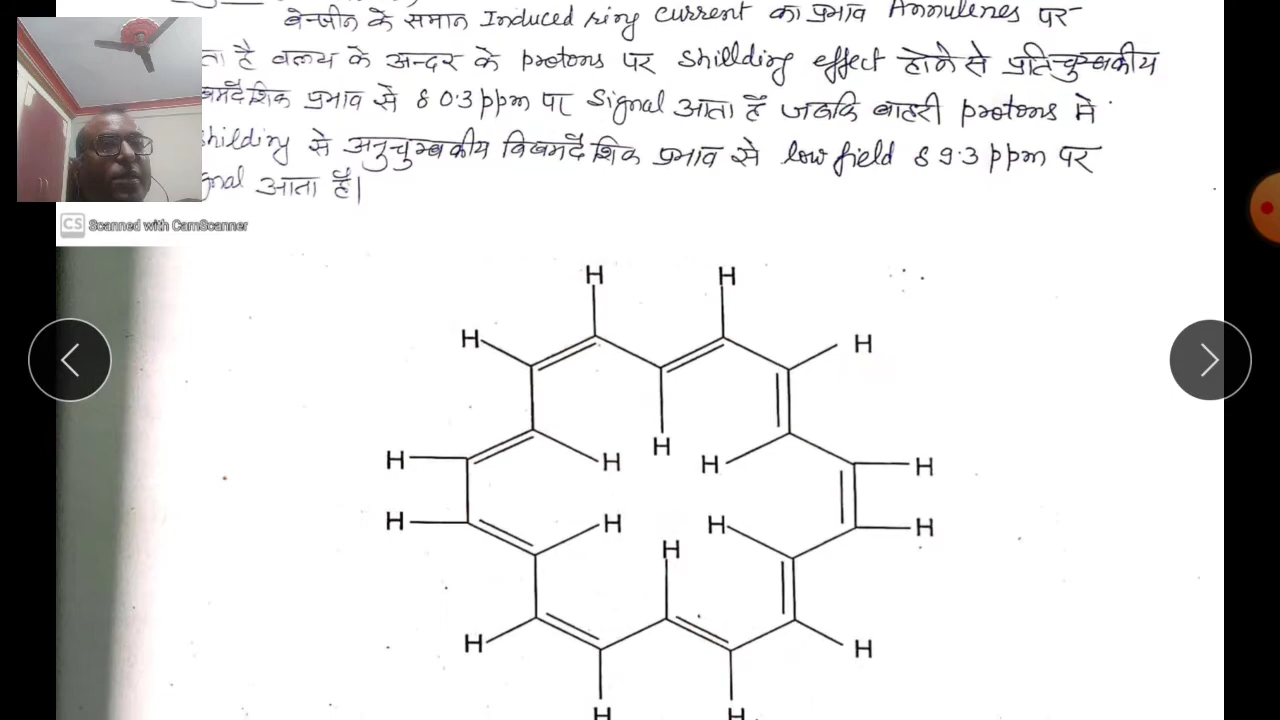 बेन्जीन के समान Induced ring current का प्रभाव Annulenes पर
ता है वलय के अन्दर के protons पर shillding effect होने से प्रतिचुम्बकीय
प्रभाव से δ 0.3 ppm पर signal आता है जबकि बाहरी protons में
shilding से अनुचुम्बकीय विषमदैशिक प्रभाव से low field δ 9.3 ppm पर
gnal आता है।
CS Scanned with CamScanner
H H
H H
H H H H H
H H H H H H
H H
H H